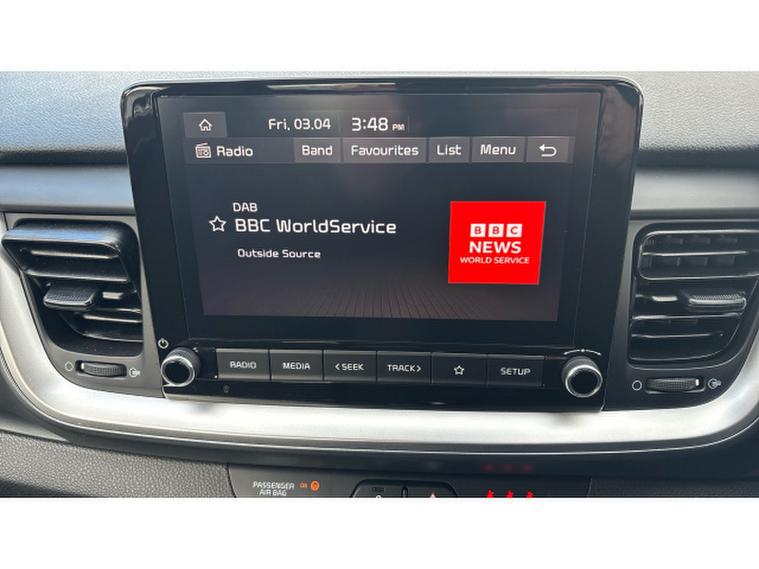 Fri, 03.04 3:48 PM
Radio Band Favourites List Menu
DAB
BBC WorldService
Outside Source
BBC
NEWS
WORLD SERVICE
RADIO MEDIA <SEEK TRACK> SETUP
PASSENGER
AIR BAG